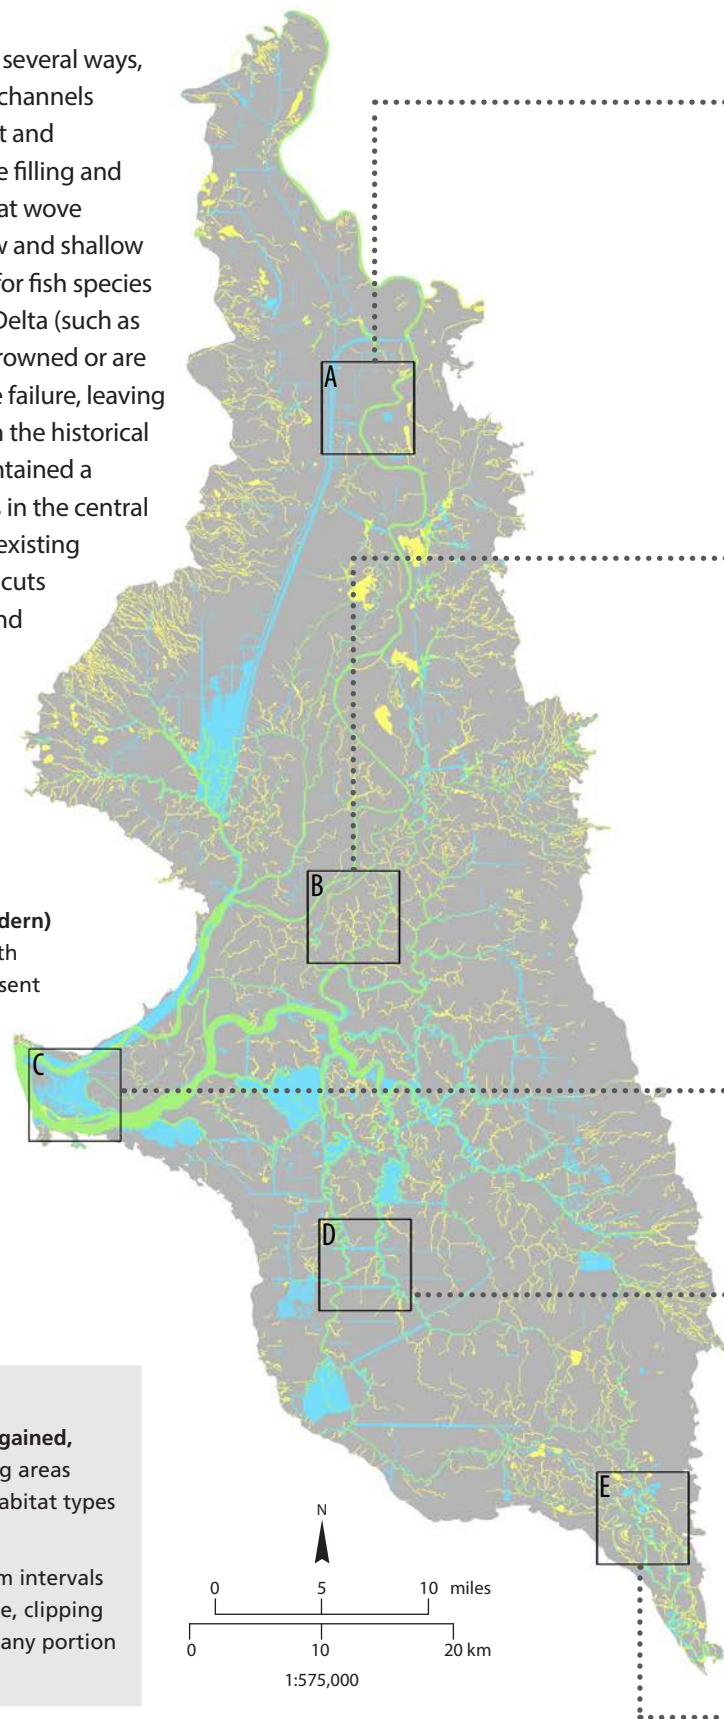 several ways,
channels
t and
e filling and
at wove
w and shallow
for fish species
Delta (such as
rowned or are
e failure, leaving
n the historical
ntained a
s in the central
existing
cuts
nd
A
B
dern)
th
sent
C
D
gained,
g areas
abitat types
m intervals
e, clipping
any portion
E
N
0 5 10 miles
0 10 20 km
1:575,000